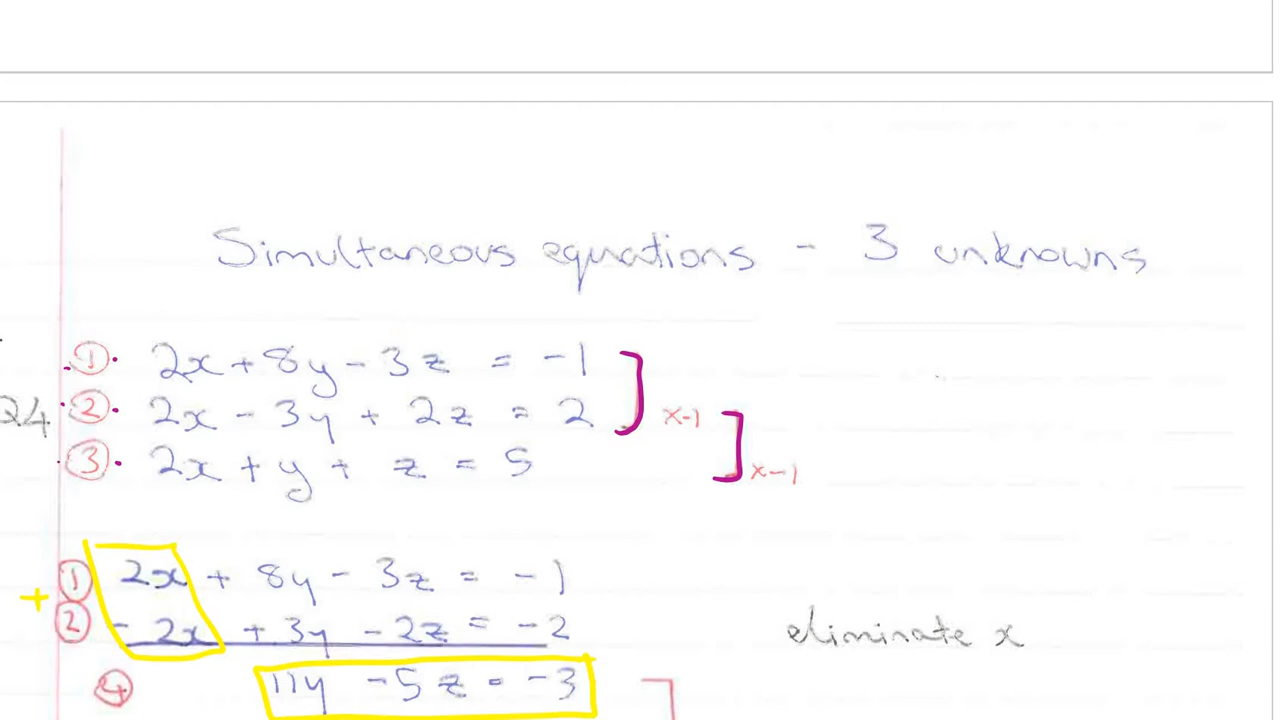 Simultaneous equations - 3 unknowns
① 2x + 8y - 3z = -1
24 ② 2x - 3y + 2z = 2 x-1
③ 2x + y + z = 5 x-1
① 2x + 8y - 3z = -1
+
② - 2x + 3y - 2z = -2 eliminate x
④ 11y - 5z = -3